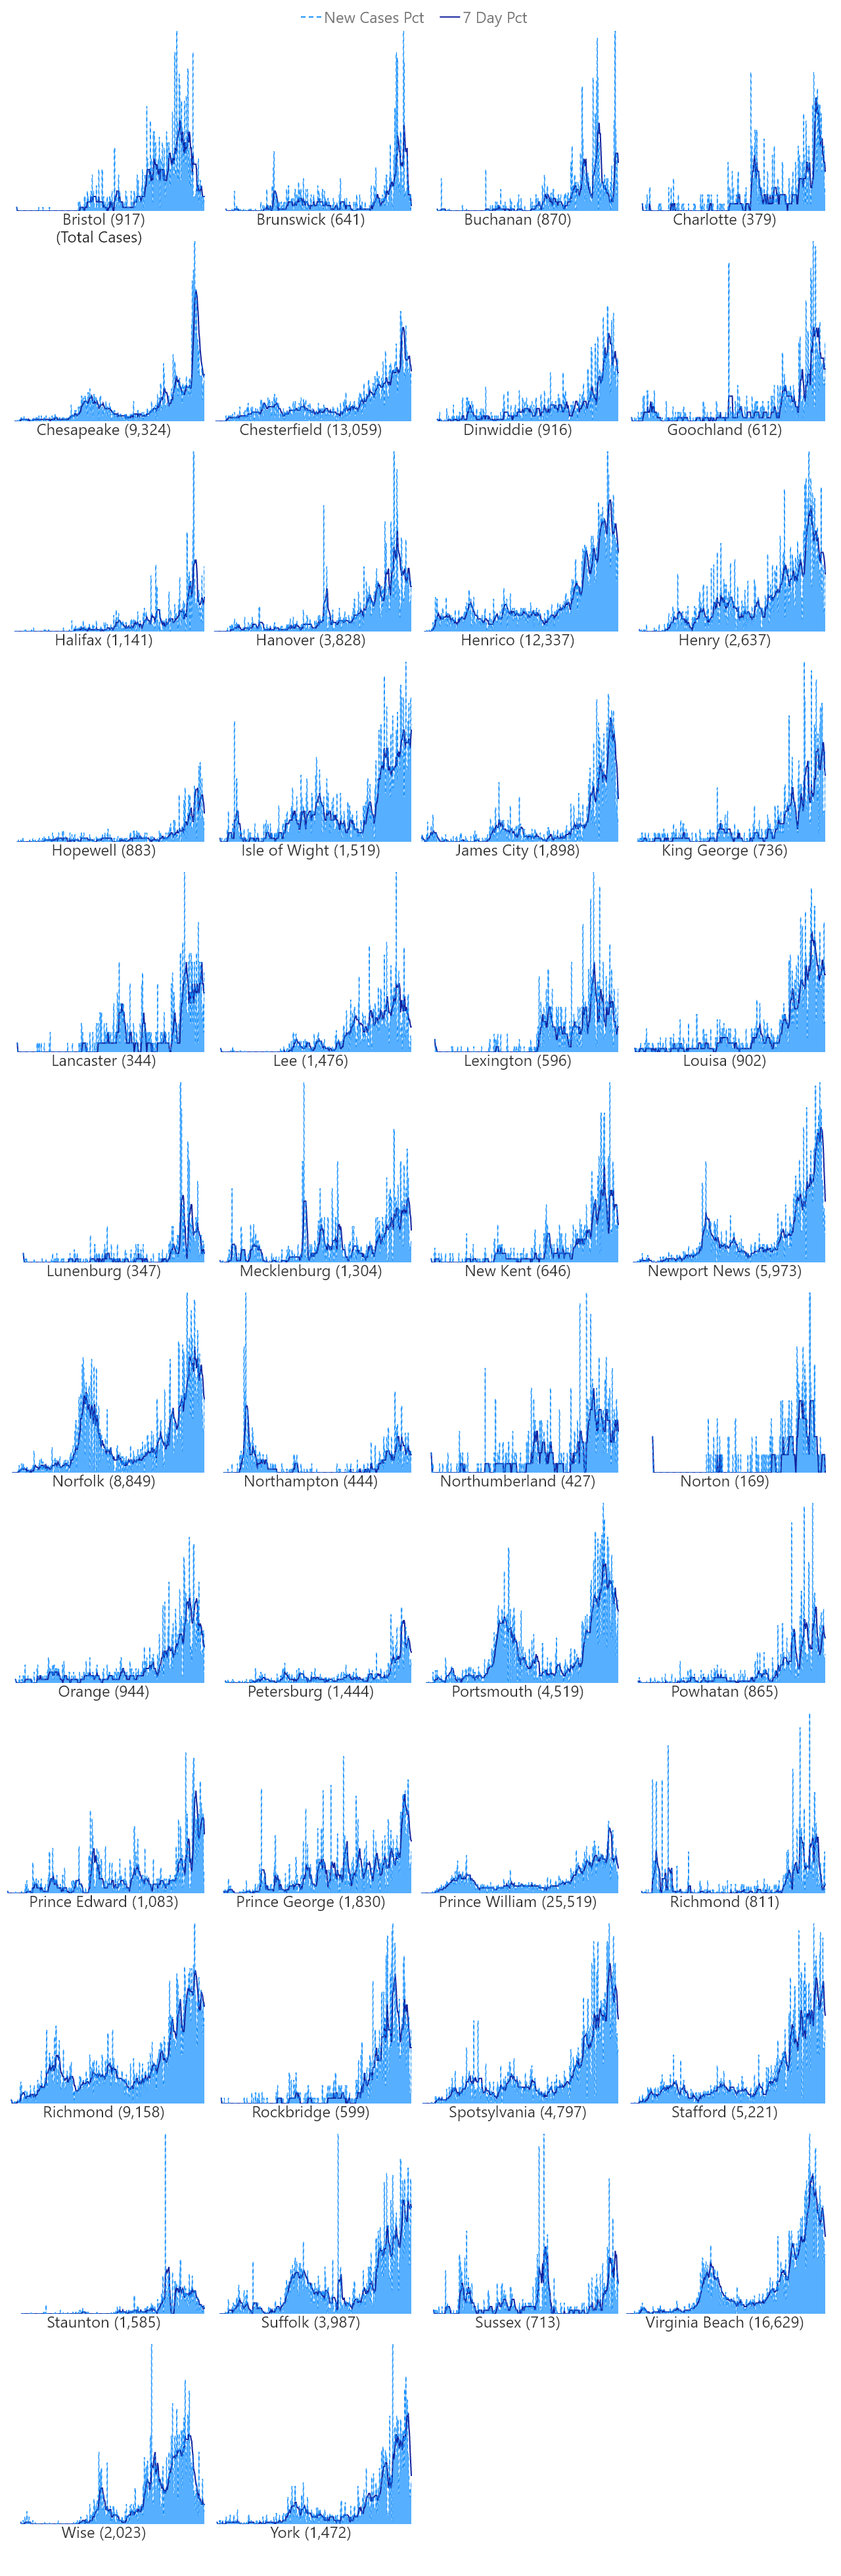 New Cases Pct 7 Day Pct
Bristol (917)
(Total Cases)
Brunswick (641)
Buchanan (870)
Charlotte (379)
Chesapeake (9,324)
Chesterfield (13,059)
Dinwiddie (916)
Goochland (612)
Halifax (1,141)
Hanover (3,828)
Henrico (12,337)
Henry (2,637)
Hopewell (883)
Isle of Wight (1,519)
James City (1,898)
King George (736)
Lancaster (344)
Lee (1,476)
Lexington (596)
Louisa (902)
Lunenburg (347)
Mecklenburg (1,304)
New Kent (646)
Newport News (5,973)
Norfolk (8,849)
Northampton (444)
Northumberland (427)
Norton (169)
Orange (944)
Petersburg (1,444)
Portsmouth (4,519)
Powhatan (865)
Prince Edward (1,083)
Prince George (1,830)
Prince William (25,519)
Richmond (811)
Richmond (9,158)
Rockbridge (599)
Spotsylvania (4,797)
Stafford (5,221)
Staunton (1,585)
Suffolk (3,987)
Sussex (713)
Virginia Beach (16,629)
Wise (2,023)
York (1,472)